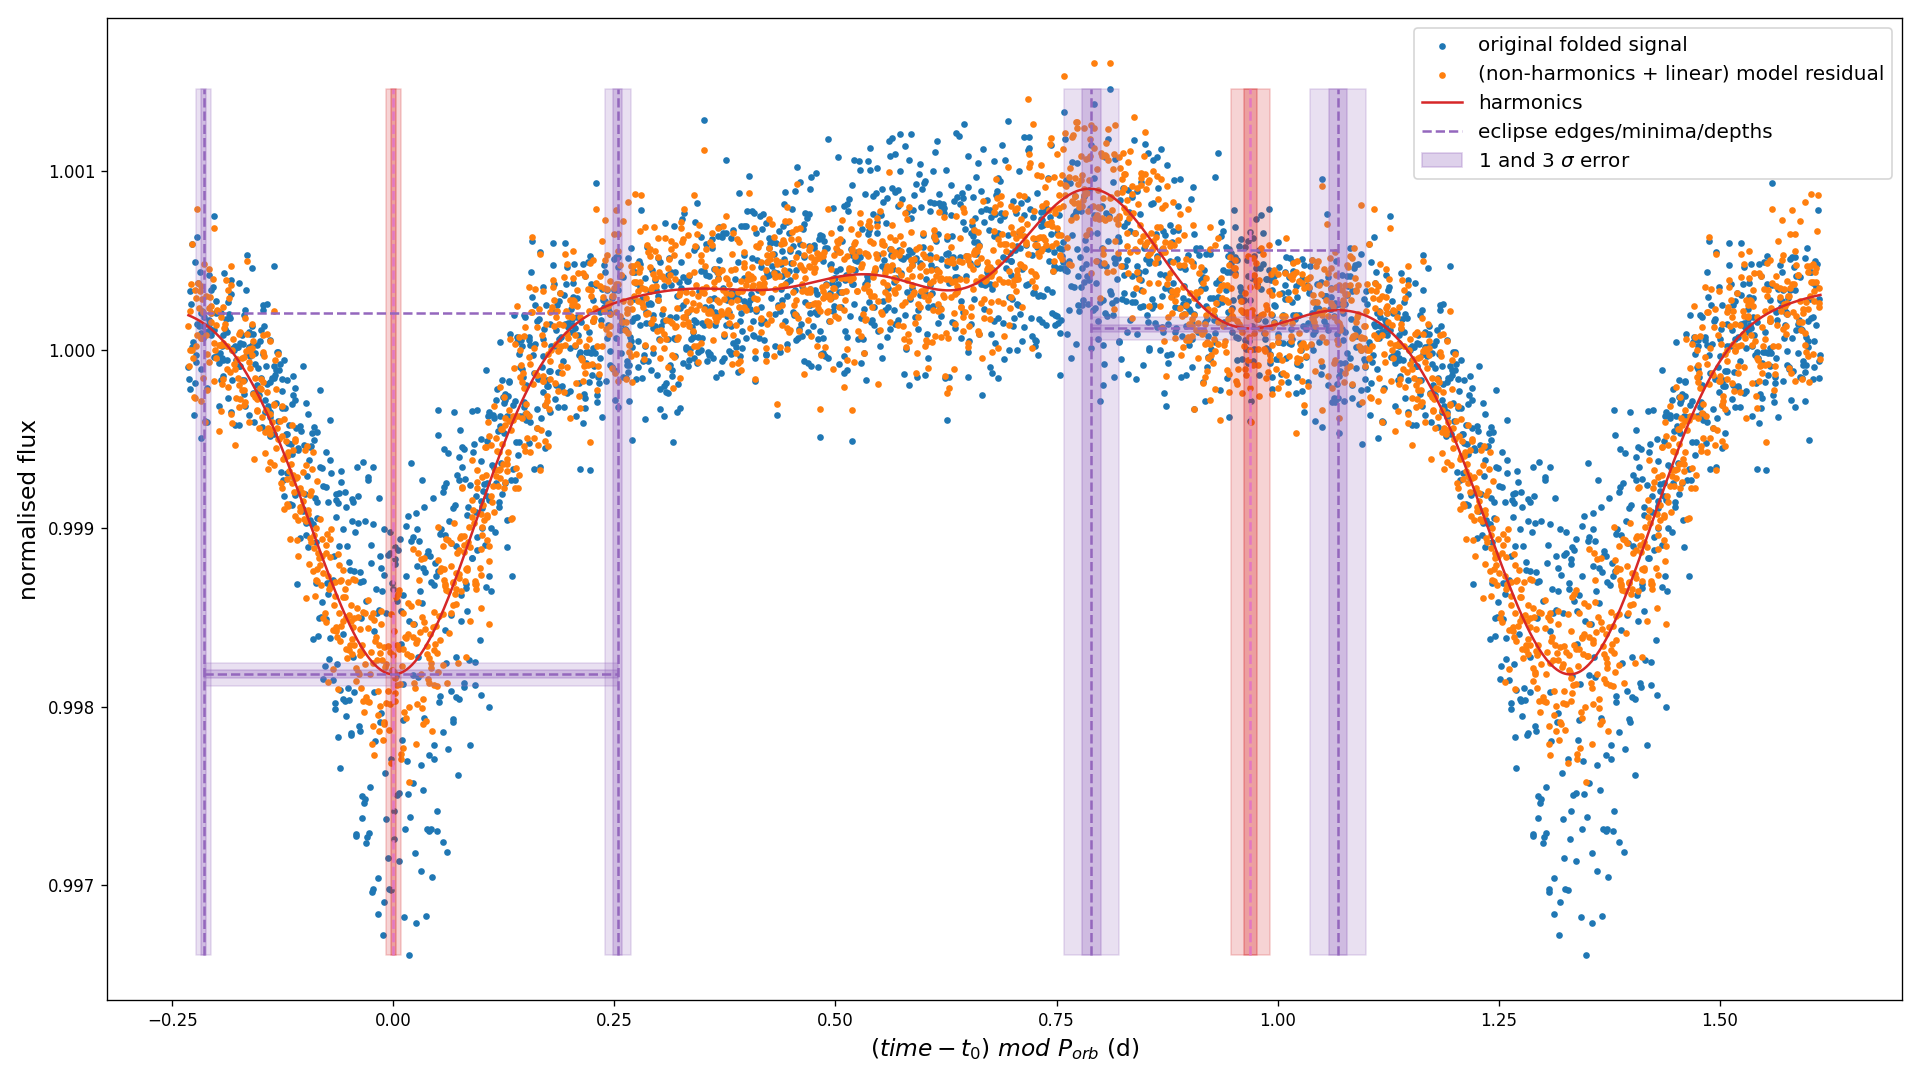 original folded signal
(non-harmonics + linear) model residual
harmonics
eclipse edges/minima/depths
1 and 3 σ error
1.001
1.000
0.999
0.998
0.997
normalised flux
−0.25 0.00 0.25 0.50 0.75 1.00 1.25 1.50
(time − t₀) mod P_orb (d)